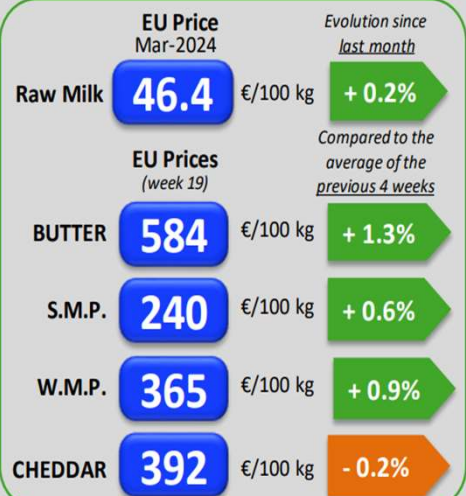 EU Price
Mar-2024
Evolution since
last month
Raw Milk 46.4 €/100 kg + 0.2%
EU Prices
(week 19)
Compared to the
average of the
previous 4 weeks
BUTTER 584 €/100 kg + 1.3%
S.M.P. 240 €/100 kg + 0.6%
W.M.P. 365 €/100 kg + 0.9%
CHEDDAR 392 €/100 kg - 0.2%